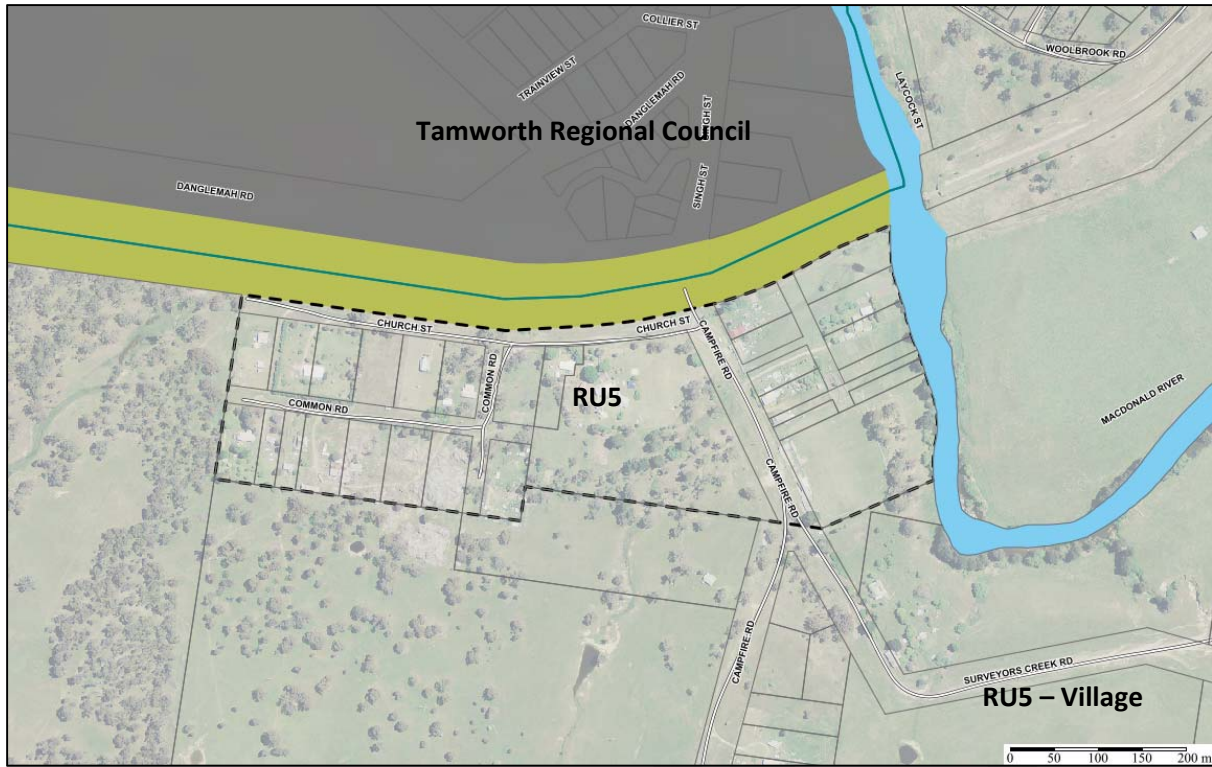 COLLIER ST
WOOLBROOK RD
TRAINVIEW ST
DANGLEMAH RD
LAYCOCK ST
Tamworth Regional Council
SINGH ST
DANGLEMAH RD
SINGH ST
CHURCH ST
CHURCH ST
CAMPFIRE RD
COMMON RD
RU5
MACDONALD RIVER
COMMON RD
CAMPFIRE RD
CAMPFIRE RD
SURVEYORS CREEK RD
RU5 – Village
0 50 100 150 200 m